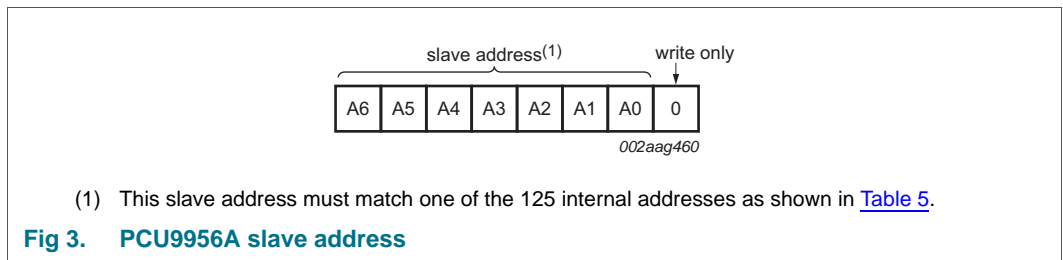 slave address(1) write only
A6 A5 A4 A3 A2 A1 A0 0
002aag460
(1) This slave address must match one of the 125 internal addresses as shown in Table 5.
Fig 3. PCU9956A slave address